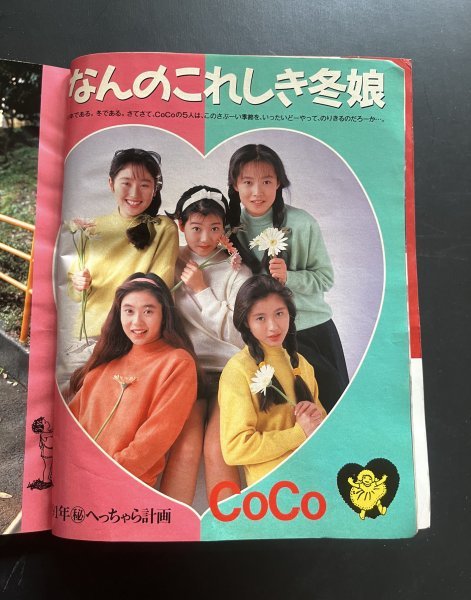 なんのこれしき冬娘
本である。冬である。さてさて、CoCoの5人は、このさぶーい季節を、いったいどーやって、のりきるのだろーか…。
1年㊙へっちゃら計画
CoCo